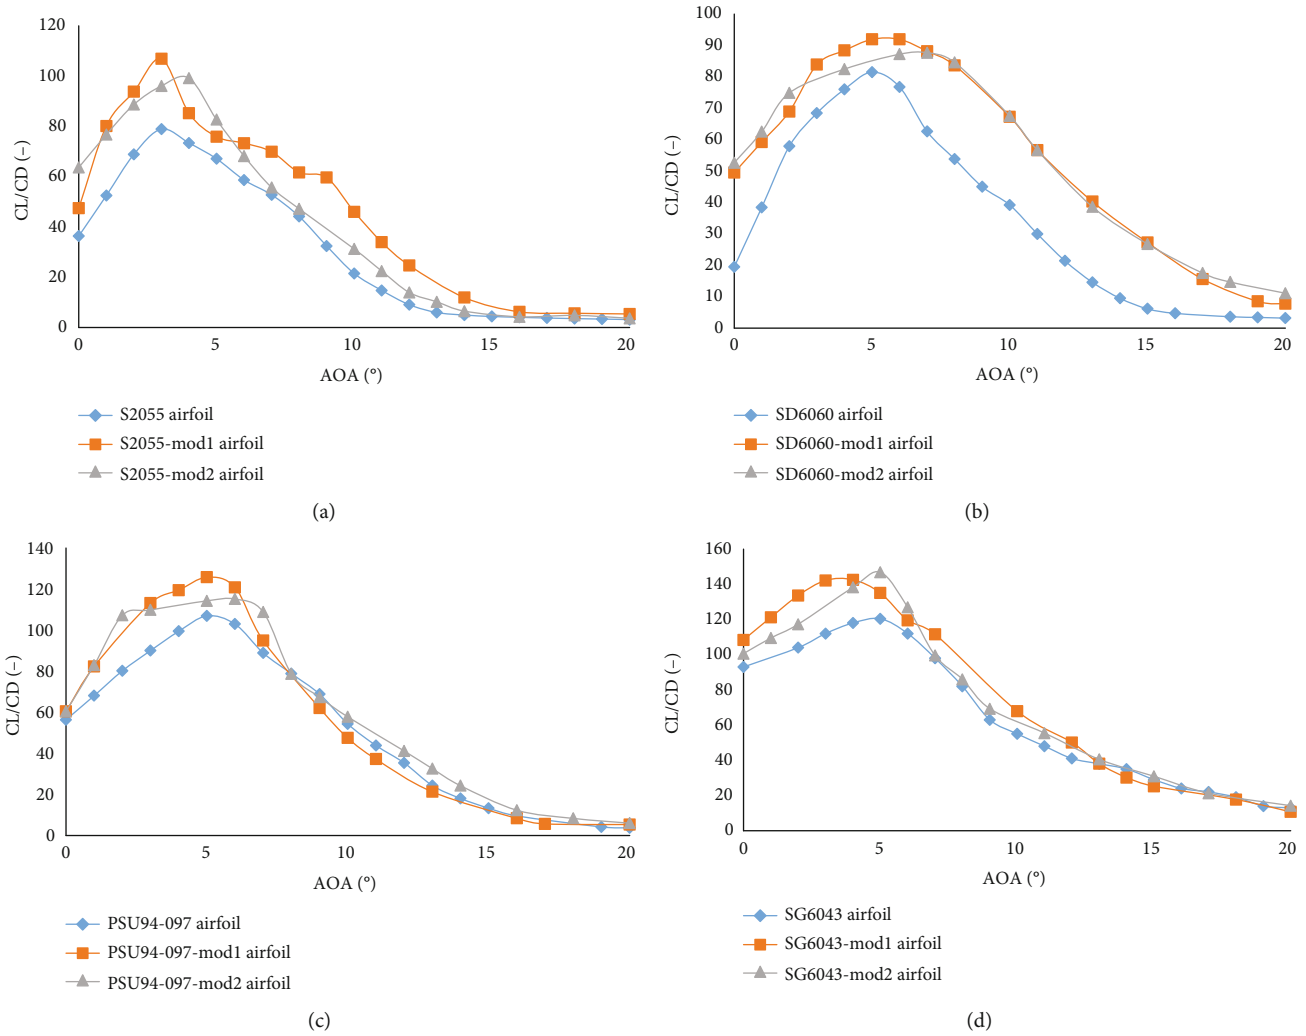 120
100
80
60
40
20
0
CL/CD (–)
0 5 10 15 20
AOA (°)
S2055 airfoil
S2055-mod1 airfoil
S2055-mod2 airfoil
(a)
100
90
80
70
60
50
40
30
20
10
0
CL/CD (–)
0 5 10 15 20
AOA (°)
SD6060 airfoil
SD6060-mod1 airfoil
SD6060-mod2 airfoil
(b)
140
120
100
80
60
40
20
0
CL/CD (–)
0 5 10 15 20
AOA (°)
PSU94-097 airfoil
PSU94-097-mod1 airfoil
PSU94-097-mod2 airfoil
(c)
160
140
120
100
80
60
40
20
0
CL/CD (–)
0 5 10 15 20
AOA (°)
SG6043 airfoil
SG6043-mod1 airfoil
SG6043-mod2 airfoil
(d)